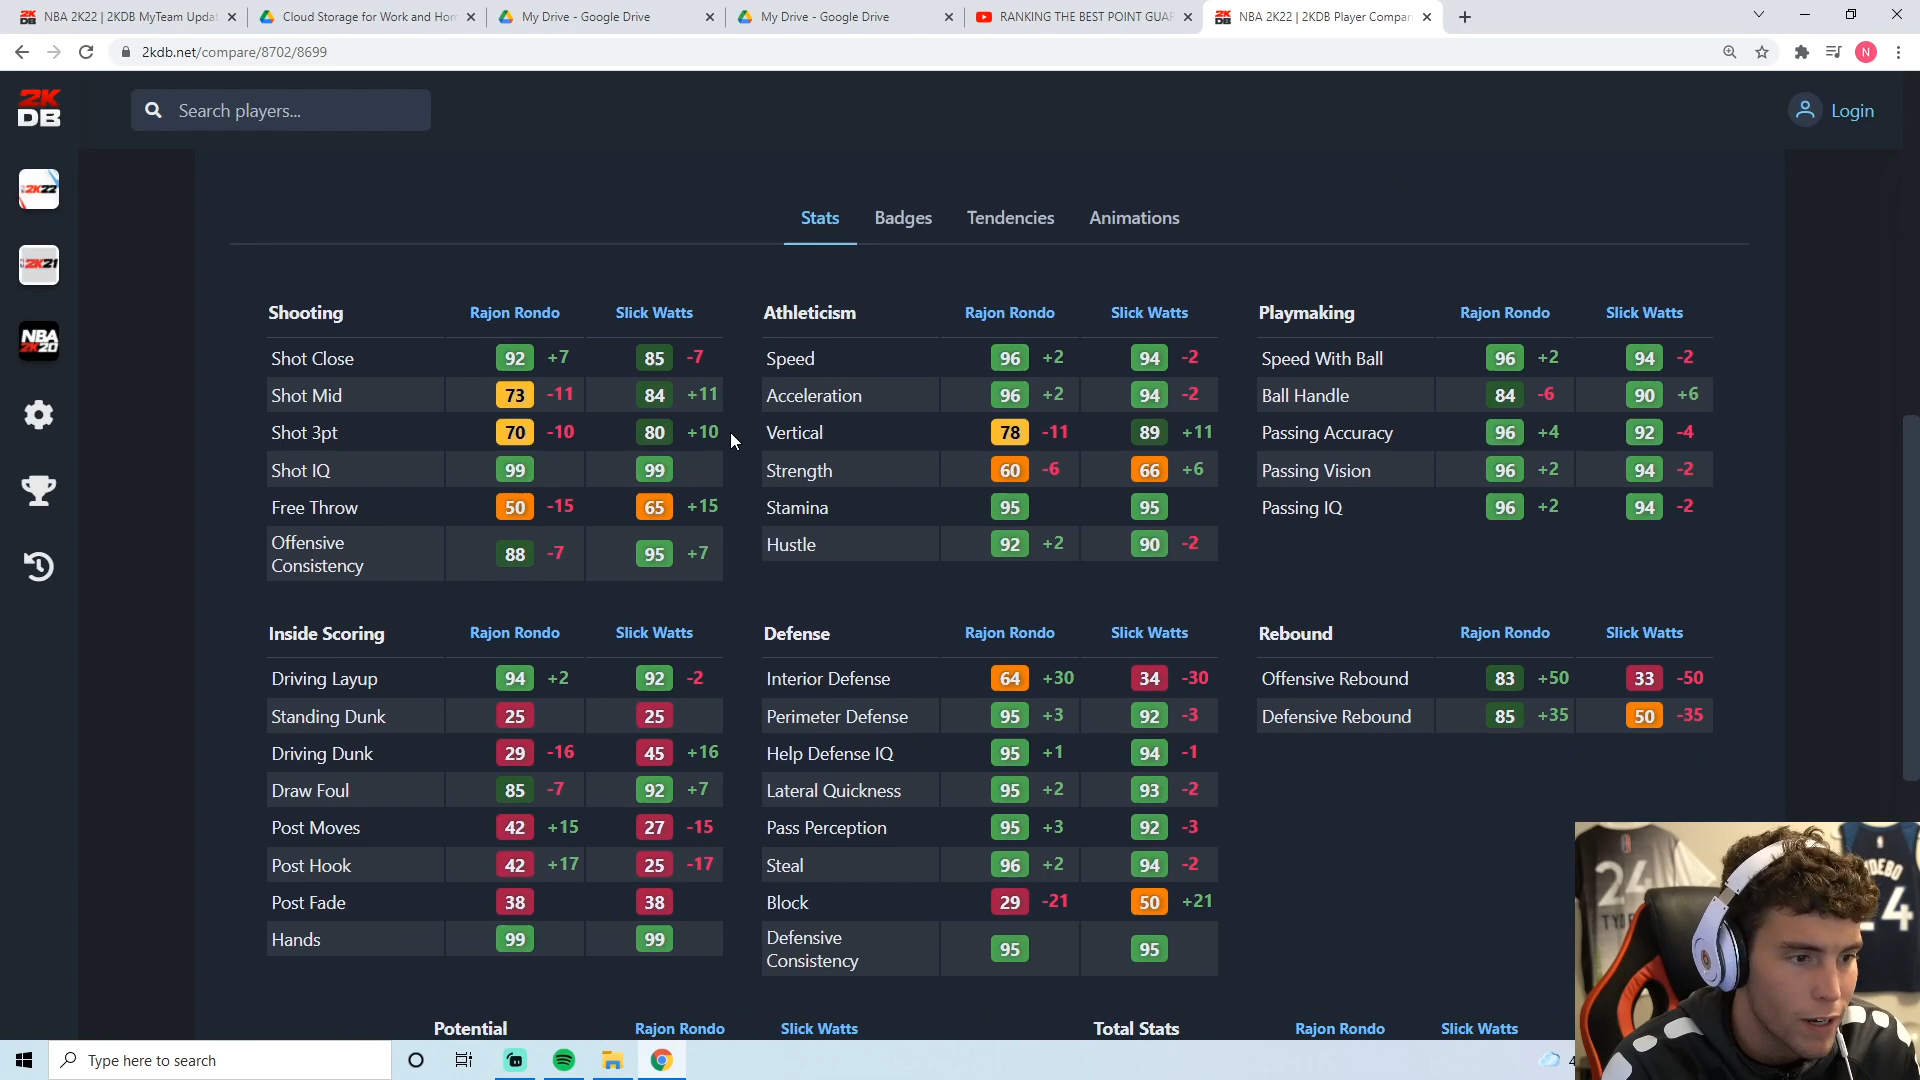 NBA 2K22 | 2KDB MyTeam Updat
Cloud Storage for Work and Hom
My Drive - Google Drive
My Drive - Google Drive
RANKING THE BEST POINT GUAR
NBA 2K22 | 2KDB Player Compari
2kdb.net/compare/8702/8699
N
2K DB
Search players...
Login
2K22
2K21
NBA 2K20
Stats Badges Tendencies Animations
Shooting Rajon Rondo Slick Watts
Shot Close 92 +7 85 -7
Shot Mid 73 -11 84 +11
Shot 3pt 70 -10 80 +10
Shot IQ 99 99
Free Throw 50 -15 65 +15
Offensive Consistency 88 -7 95 +7
Athleticism Rajon Rondo Slick Watts
Speed 96 +2 94 -2
Acceleration 96 +2 94 -2
Vertical 78 -11 89 +11
Strength 60 -6 66 +6
Stamina 95 95
Hustle 92 +2 90 -2
Playmaking Rajon Rondo Slick Watts
Speed With Ball 96 +2 94 -2
Ball Handle 84 -6 90 +6
Passing Accuracy 96 +4 92 -4
Passing Vision 96 +2 94 -2
Passing IQ 96 +2 94 -2
Inside Scoring Rajon Rondo Slick Watts
Driving Layup 94 +2 92 -2
Standing Dunk 25 25
Driving Dunk 29 -16 45 +16
Draw Foul 85 -7 92 +7
Post Moves 42 +15 27 -15
Post Hook 42 +17 25 -17
Post Fade 38 38
Hands 99 99
Defense Rajon Rondo Slick Watts
Interior Defense 64 +30 34 -30
Perimeter Defense 95 +3 92 -3
Help Defense IQ 95 +1 94 -1
Lateral Quickness 95 +2 93 -2
Pass Perception 95 +3 92 -3
Steal 96 +2 94 -2
Block 29 -21 50 +21
Defensive Consistency 95 95
Rebound Rajon Rondo Slick Watts
Offensive Rebound 83 +50 33 -50
Defensive Rebound 85 +35 50 -35
Potential Rajon Rondo Slick Watts
Total Stats Rajon Rondo Slick Watts
24
Type here to search